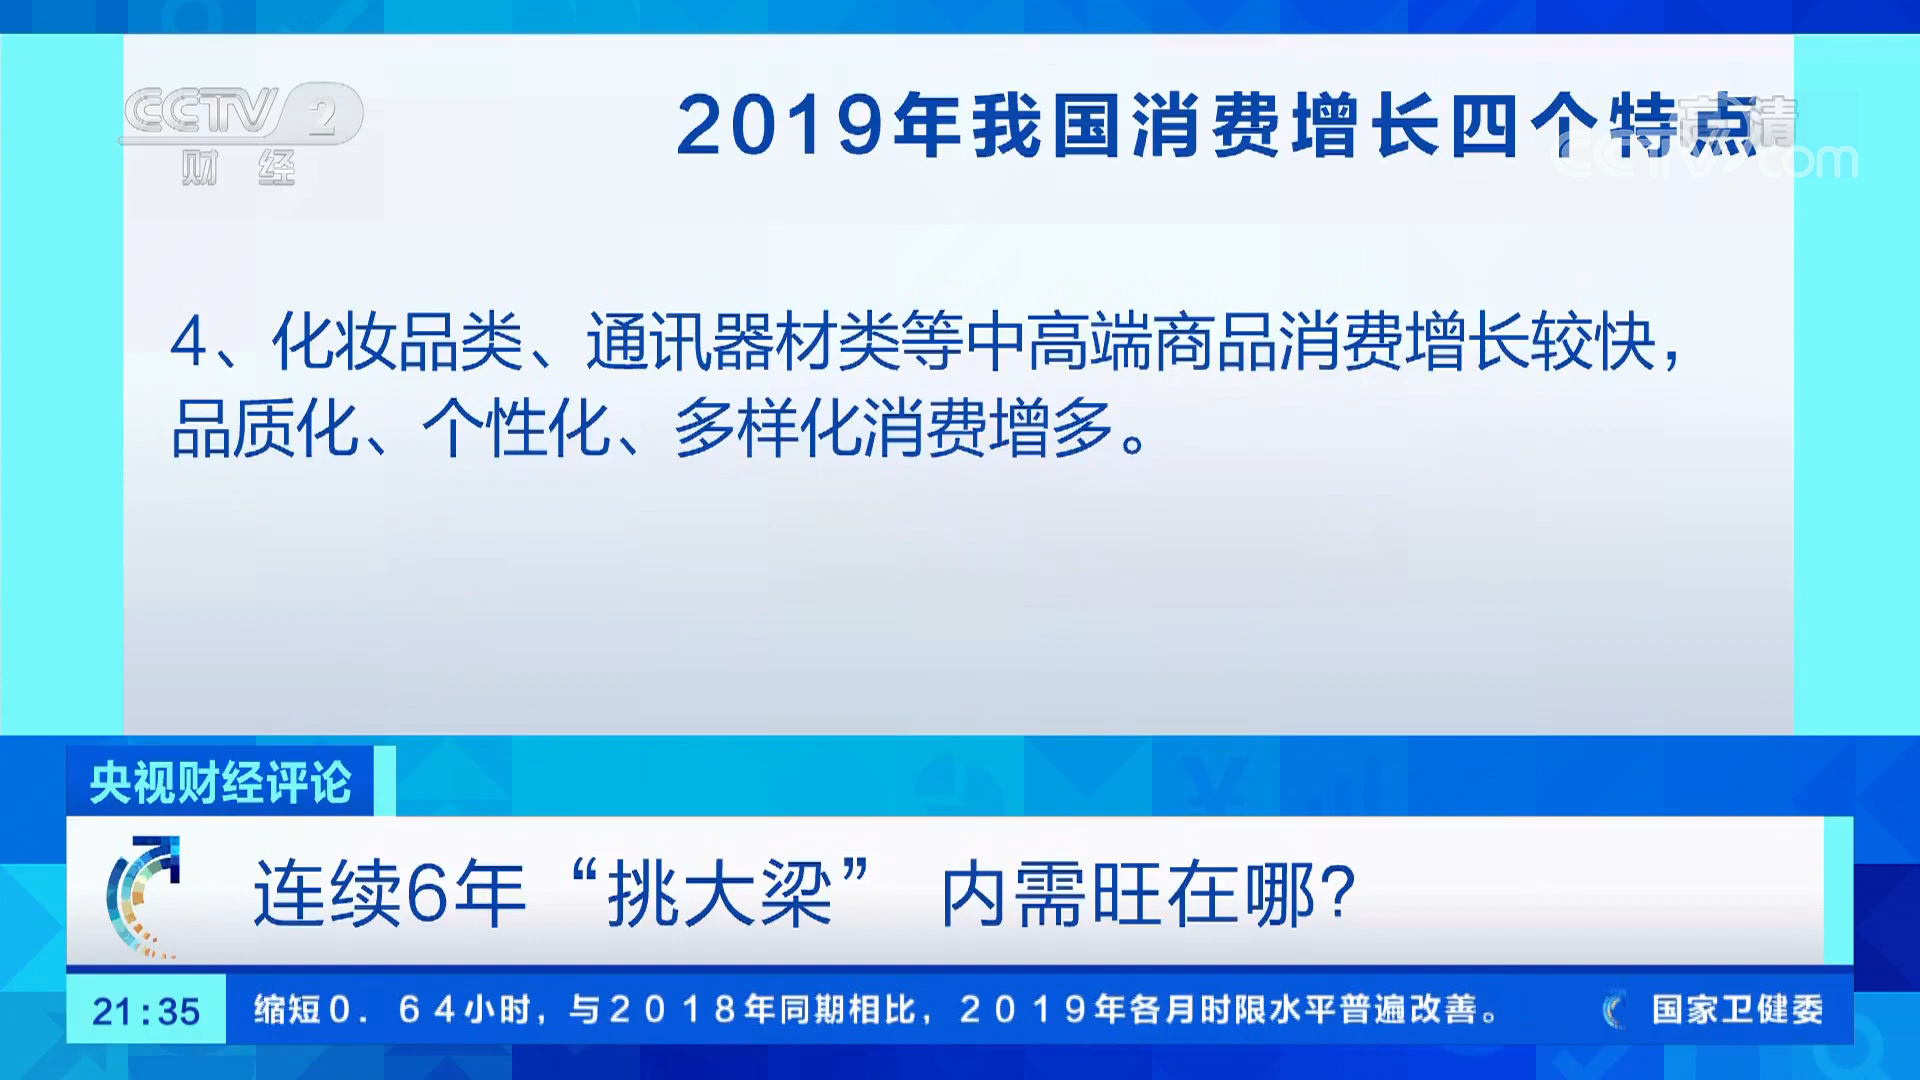 CCTV 2
财经
高清
CCTV.com
2019年我国消费增长四个特点
4、化妆品类、通讯器材类等中高端商品消费增长较快，
品质化、个性化、多样化消费增多。
央视财经评论
连续6年“挑大梁” 内需旺在哪?
21:35 缩短0．64小时，与2018年同期相比，2019年各月时限水平普遍改善。 国家卫健委